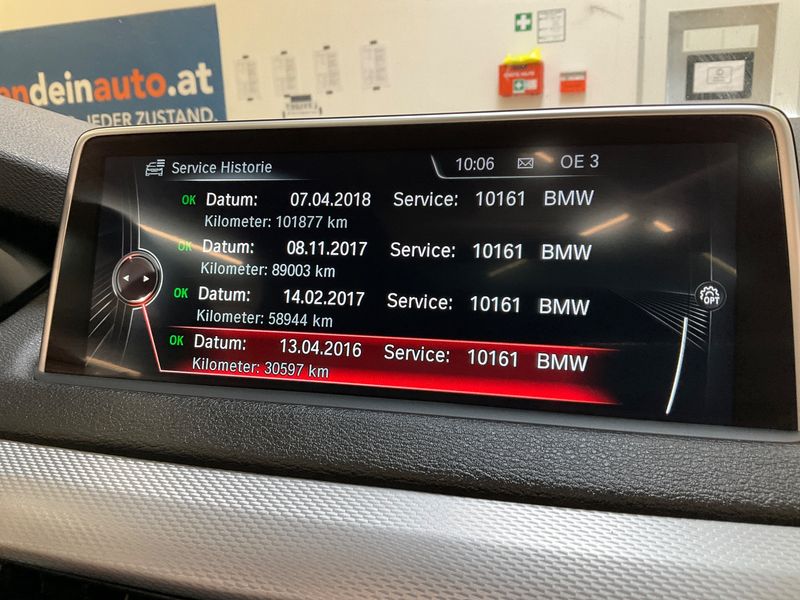 ndeinauto.at
JEDER ZUSTAND.
Service Historie
10:06
OE 3
OK Datum: 07.04.2018 Service: 10161 BMW
Kilometer: 101877 km
OK Datum: 08.11.2017 Service: 10161 BMW
Kilometer: 89003 km
OK Datum: 14.02.2017 Service: 10161 BMW
Kilometer: 58944 km
OK Datum: 13.04.2016 Service: 10161 BMW
Kilometer: 30597 km
OPT